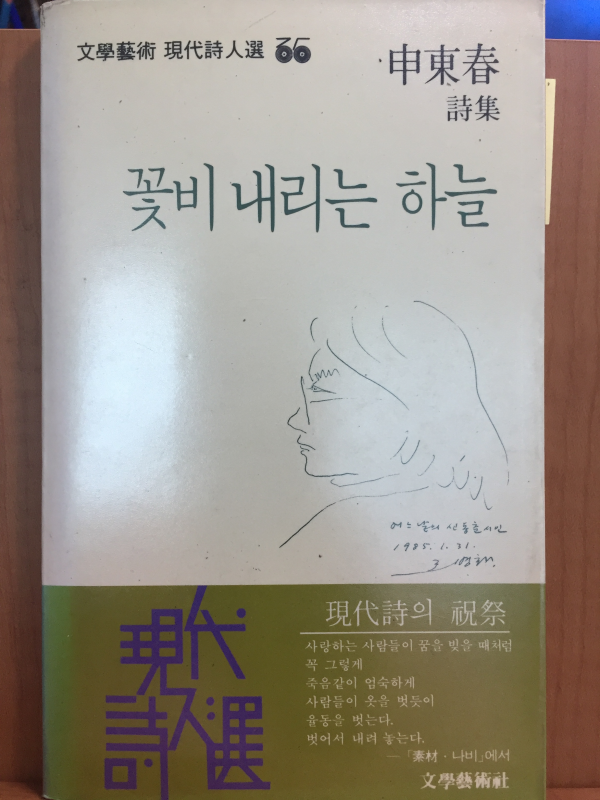 文學藝術 現代詩人選 36
申東春
詩集
꽃비 내리는 하늘
어느날의 신동춘 시인
1985. 1. 21.
現代詩의 祝祭
사랑하는 사람들이 꿈을 빚을 때처럼
꼭 그렇게
죽음같이 엄숙하게
사람들이 옷을 벗듯이
율동을 벗는다.
벗어서 내려 놓는다.
—「素材·나비」에서
現代
詩人選
文學藝術社